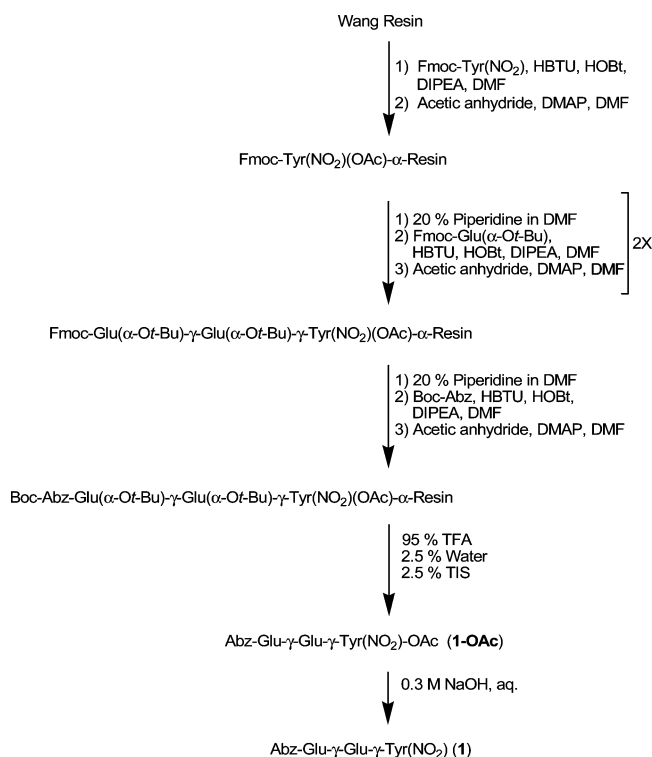 Wang Resin
1) Fmoc-Tyr(NO2), HBTU, HOBt,
DIPEA, DMF
2) Acetic anhydride, DMAP, DMF
Fmoc-Tyr(NO2)(OAc)-α-Resin
1) 20 % Piperidine in DMF
2) Fmoc-Glu(α-Ot-Bu),
HBTU, HOBt, DIPEA, DMF
3) Acetic anhydride, DMAP, DMF
2X
Fmoc-Glu(α-Ot-Bu)-γ-Glu(α-Ot-Bu)-γ-Tyr(NO2)(OAc)-α-Resin
1) 20 % Piperidine in DMF
2) Boc-Abz, HBTU, HOBt,
DIPEA, DMF
3) Acetic anhydride, DMAP, DMF
Boc-Abz-Glu(α-Ot-Bu)-γ-Glu(α-Ot-Bu)-γ-Tyr(NO2)(OAc)-α-Resin
95 % TFA
2.5 % Water
2.5 % TIS
Abz-Glu-γ-Glu-γ-Tyr(NO2)-OAc (1-OAc)
0.3 M NaOH, aq.
Abz-Glu-γ-Glu-γ-Tyr(NO2) (1)